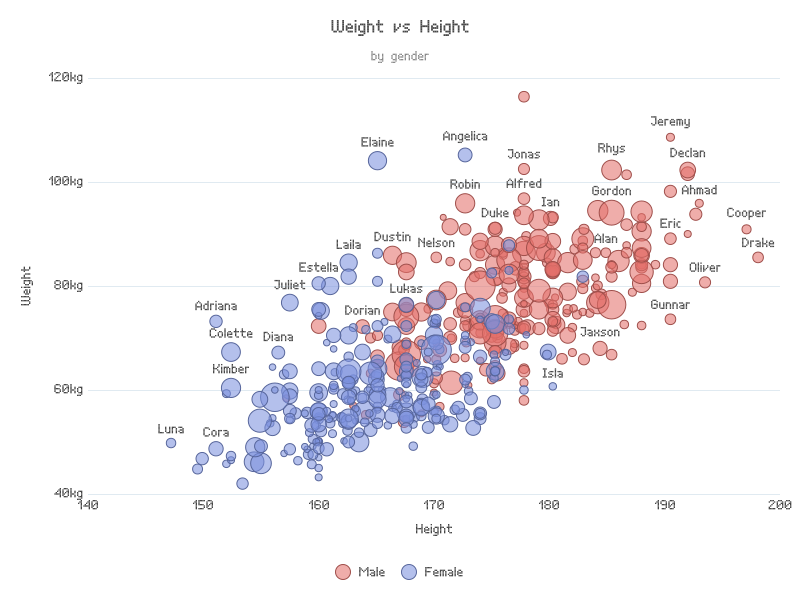 Weight vs Height
by gender
120kg
Jeremy
Elaine
Angelica
Jonas
Rhys
Declan
100kg
Robin
Alfred
Gordon
Ahmad
Duke
Ian
Cooper
Eric
Laila
Dustin
Nelson
Alan
Drake
Estella
Oliver
80kg
Juliet
Lukas
Adriana
Dorian
Gunnar
Colette
Diana
Jaxson
Kimber
Isla
60kg
Luna
Cora
40kg
140
150
160
170
180
190
200
Weight
Height
Male
Female